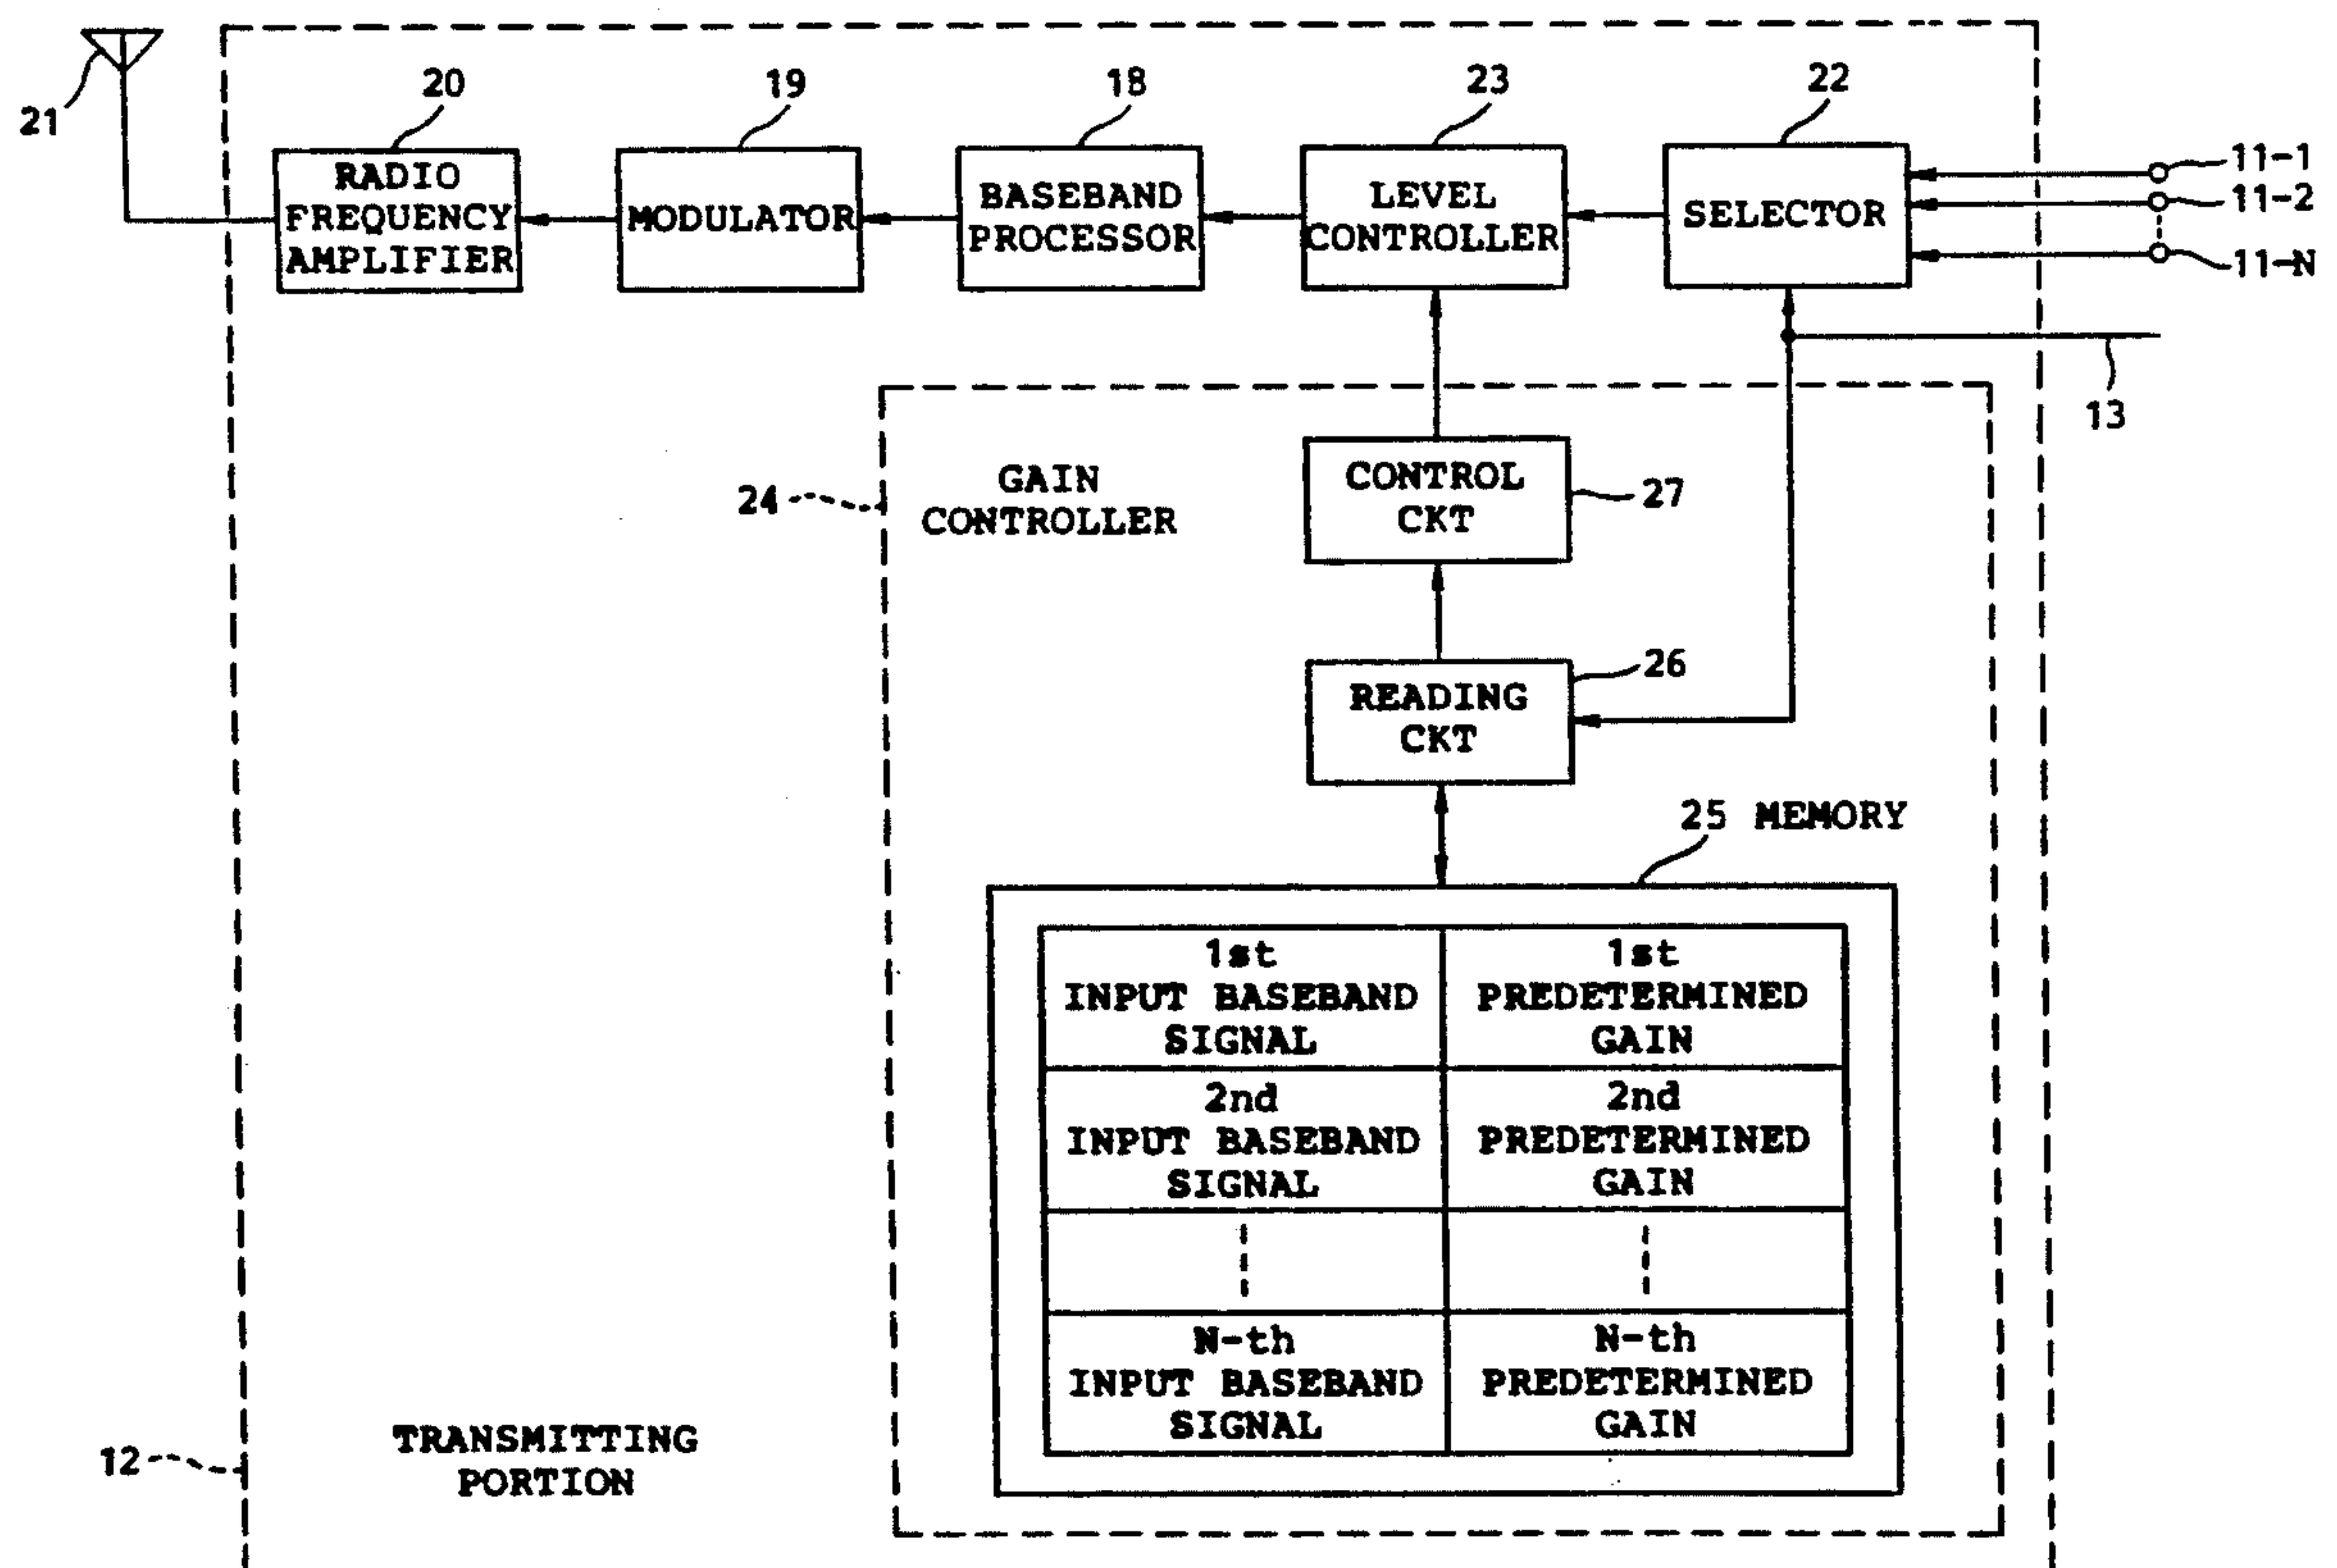 21
20
19
18
23
22
RADIO
FREQUENCY
AMPLIFIER
MODULATOR
BASEBAND
PROCESSOR
LEVEL
CONTROLLER
SELECTOR
11-1
11-2
11-N
13
24
GAIN
CONTROLLER
CONTROL
CKT
27
26
READING
CKT
25 MEMORY
1st
INPUT BASEBAND
SIGNAL
1st
PREDETERMINED
GAIN
2nd
INPUT BASEBAND
SIGNAL
2nd
PREDETERMINED
GAIN
N-th
INPUT BASEBAND
SIGNAL
N-th
PREDETERMINED
GAIN
12
TRANSMITTING
PORTION